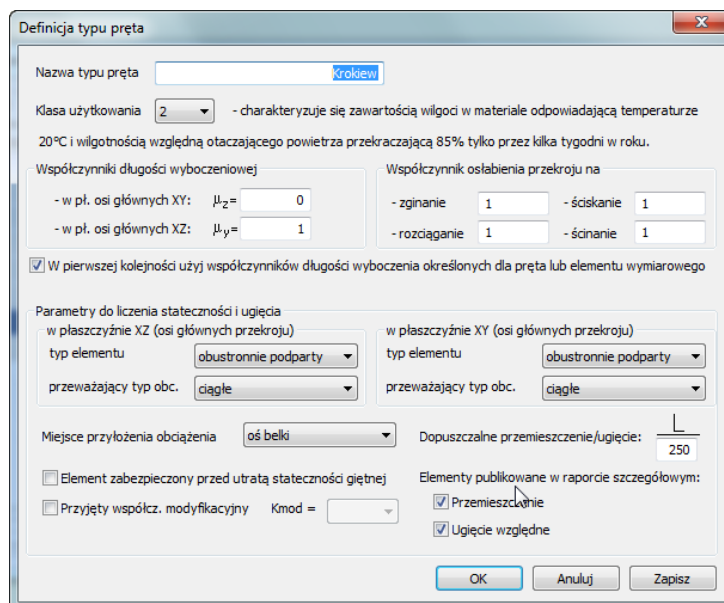 Definicja typu pręta
x
Nazwa typu pręta Krokiew
Klasa użytkowania 2 - charakteryzuje się zawartością wilgoci w materiale odpowiadającą temperaturze
20°C i wilgotnością względną otaczającego powietrza przekraczającą 85% tylko przez kilka tygodni w roku.
Współczynniki długości wyboczeniowej
- w pł. osi głównych XY: μz= 0
- w pł. osi głównych XZ: μy= 1
Współczynnik osłabienia przekroju na
- zginanie 1 - ściskanie 1
- rozciąganie 1 - ścinanie 1
W pierwszej kolejności użyj współczynników długości wyboczenia określonych dla pręta lub elementu wymiarowego
Parametry do liczenia stateczności i ugięcia
w płaszczyźnie XZ (osi głównych przekroju)
typ elementu obustronnie podparty
przeważający typ obc. ciągłe
w płaszczyźnie XY (osi głównych przekroju)
typ elementu obustronnie podparty
przeważający typ obc. ciągłe
Miejsce przyłożenia obciążenia oś belki
Element zabezpieczony przed utratą stateczności giętnej
Przyjęty współcz. modyfikacyjny Kmod =
Dopuszczalne przemieszczenie/ugięcie: L
250
Elementy publikowane w raporcie szczegółowym:
Przemieszczenie
Ugięcie względne
OK Anuluj Zapisz